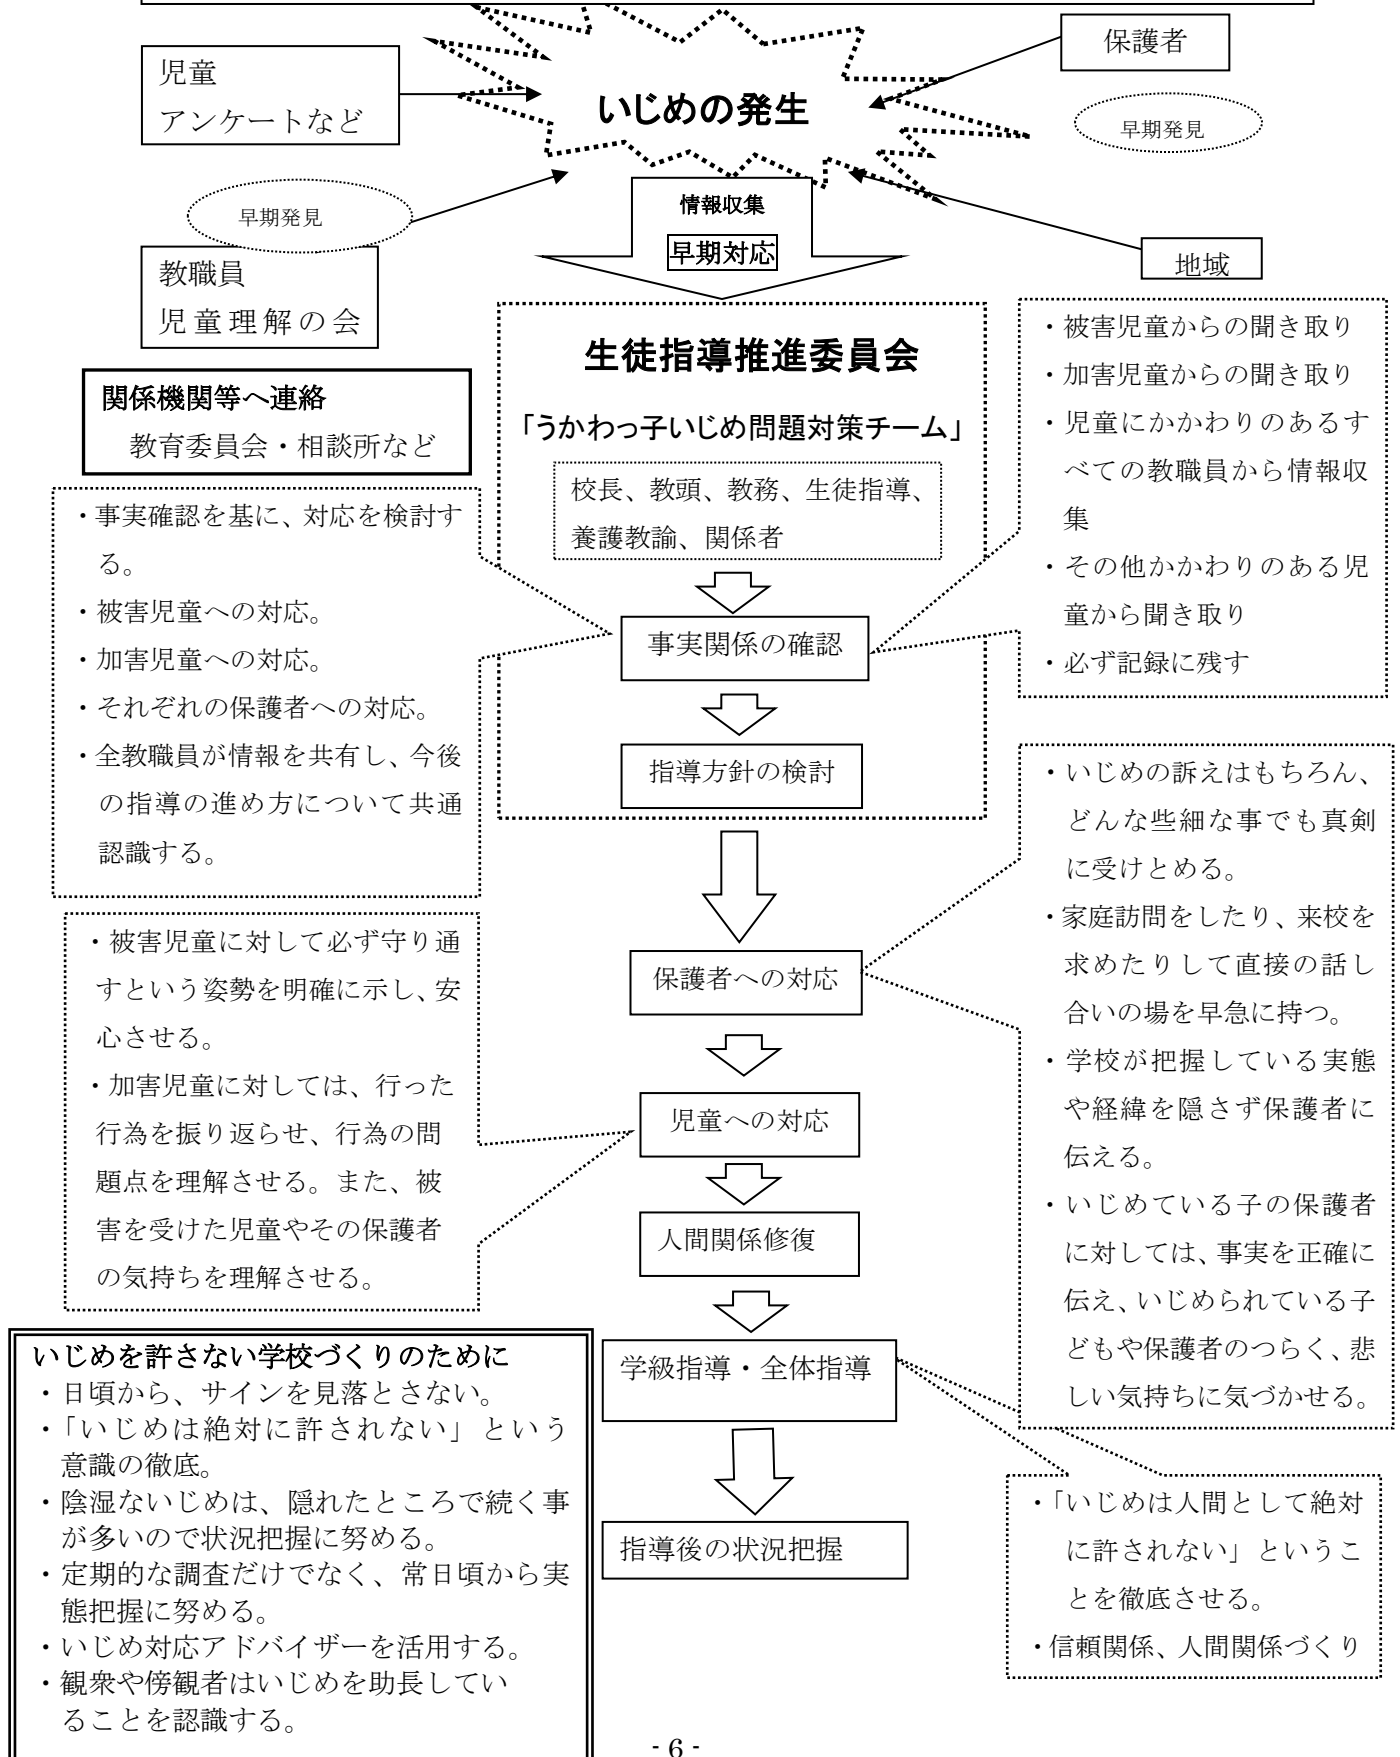 児童
アンケートなど
保護者
いじめの発生
早期発見
早期発見
情報収集
早期対応
教職員
児童理解の会
地域
生徒指導推進委員会
「うかわっ子いじめ問題対策チーム」
校長、教頭、教務、生徒指導、
養護教諭、関係者
関係機関等へ連絡
教育委員会・相談所など
・被害児童からの聞き取り
・加害児童からの聞き取り
・児童にかかわりのあるす
べての教職員から情報収
集
・その他かかわりのある児
童から聞き取り
・必ず記録に残す
・事実確認を基に、対応を検討す
る。
・被害児童への対応。
・加害児童への対応。
・それぞれの保護者への対応。
・全教職員が情報を共有し、今後
の指導の進め方について共通
認識する。
事実関係の確認
指導方針の検討
・いじめの訴えはもちろん、
どんな些細な事でも真剣
に受けとめる。
・家庭訪問をしたり、来校を
求めたりして直接の話し
合いの場を早急に持つ。
・学校が把握している実態
や経緯を隠さず保護者に
伝える。
・いじめている子の保護者
に対しては、事実を正確に
伝え、いじめられている子
どもや保護者のつらく、悲
しい気持ちに気づかせる。
・被害児童に対して必ず守り通
すという姿勢を明確に示し、安
心させる。
・加害児童に対しては、行った
行為を振り返らせ、行為の問
題点を理解させる。また、被
害を受けた児童やその保護者
の気持ちを理解させる。
保護者への対応
児童への対応
人間関係修復
学級指導・全体指導
指導後の状況把握
いじめを許さない学校づくりのために
・日頃から、サインを見落とさない。
・「いじめは絶対に許されない」という
意識の徹底。
・陰湿ないじめは、隠れたところで続く事
が多いので状況把握に努める。
・定期的な調査だけでなく、常日頃から実
態把握に努める。
・いじめ対応アドバイザーを活用する。
・観衆や傍観者はいじめを助長してい
ることを認識する。
・「いじめは人間として絶対
に許されない」というこ
とを徹底させる。
・信頼関係、人間関係づくり
- 6 -